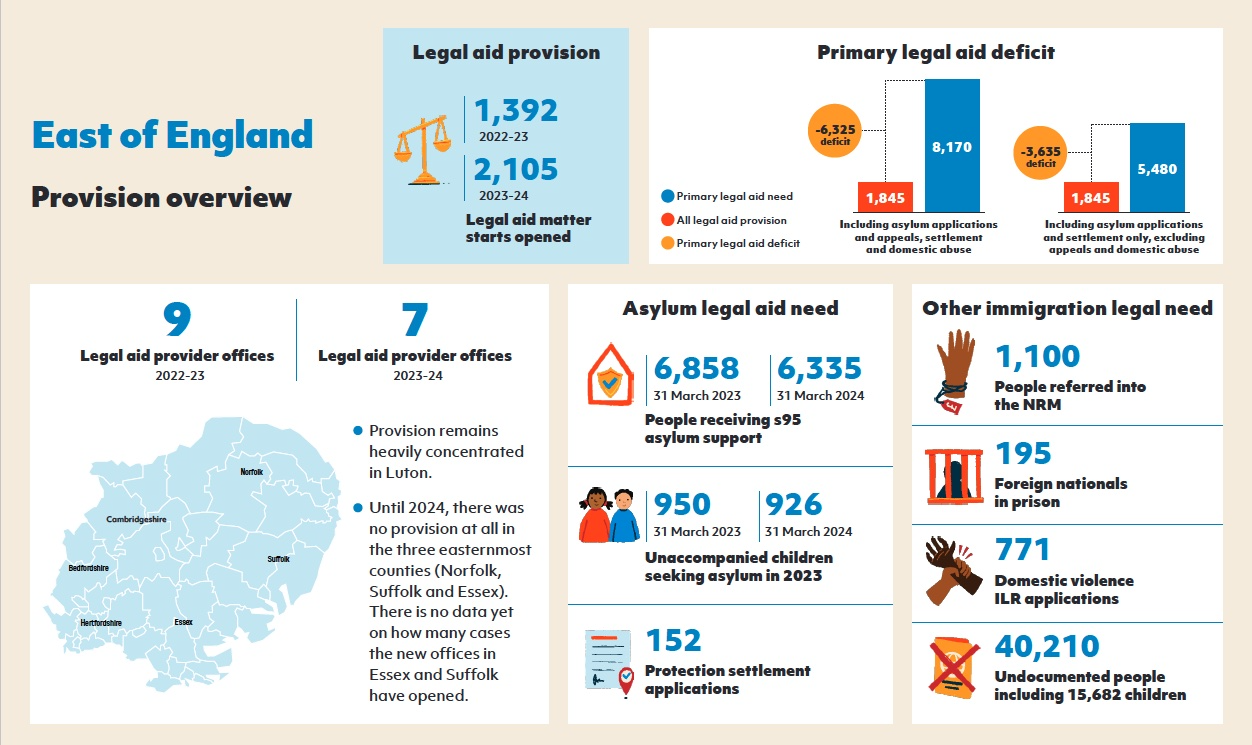 East of England
Provision overview
Legal aid provision
1,392
2022-23
2,105
2023-24
Legal aid matter
starts opened
Primary legal aid deficit
Primary legal aid need
All legal aid provision
Primary legal aid deficit
-6,325
deficit
1,845
8,170
Including asylum applications
and appeals, settlement
and domestic abuse
-3,635
deficit
1,845
5,480
Including asylum applications
and settlement only, excluding
appeals and domestic abuse
9
Legal aid provider offices
2022-23
7
Legal aid provider offices
2023-24
Norfolk
Cambridgeshire
Suffolk
Bedfordshire
Hertfordshire
Essex
Provision remains
heavily concentrated
in Luton.
Until 2024, there was
no provision at all in
the three easternmost
counties (Norfolk,
Suffolk and Essex).
There is no data yet
on how many cases
the new offices in
Essex and Suffolk
have opened.
Asylum legal aid need
6,858
31 March 2023
6,335
31 March 2024
People receiving s95
asylum support
950
31 March 2023
926
31 March 2024
Unaccompanied children
seeking asylum in 2023
152
Protection settlement
applications
Other immigration legal need
1,100
People referred into
the NRM
195
Foreign nationals
in prison
771
Domestic violence
ILR applications
40,210
Undocumented people
including 15,682 children